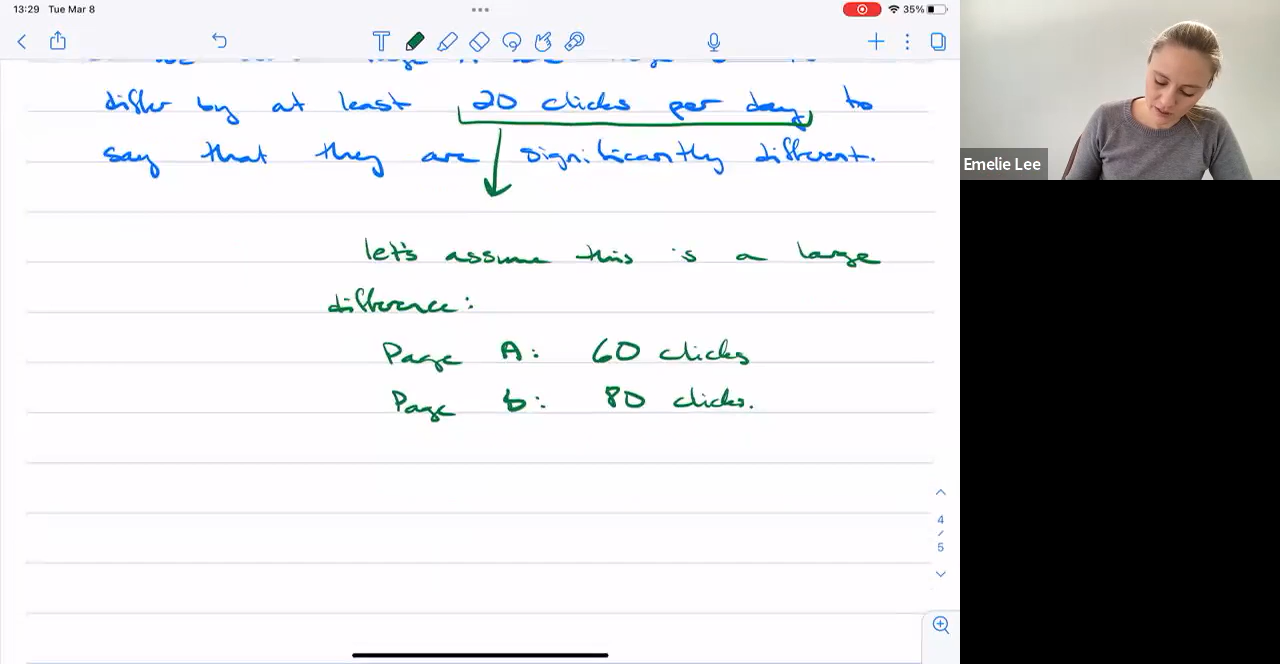 13:29 Tue Mar 8
35%
differ by at least 20 clicks per day to
say that they are significantly different.
let's assume this is a large
difference:
Page A: 60 clicks
Page b: 80 clicks.
4
/
5
Emelie Lee